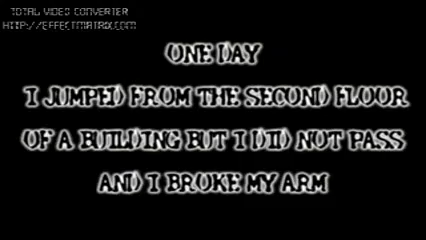 TOTAL VIDEO CONVERTER
HTTP://EFFECTMATRIX.COM
ONE DAY
I JUMPED FROM THE SECOND FLOOR
OF A BUILDING BUT I DID NOT PASS
AND I BROKE MY ARM